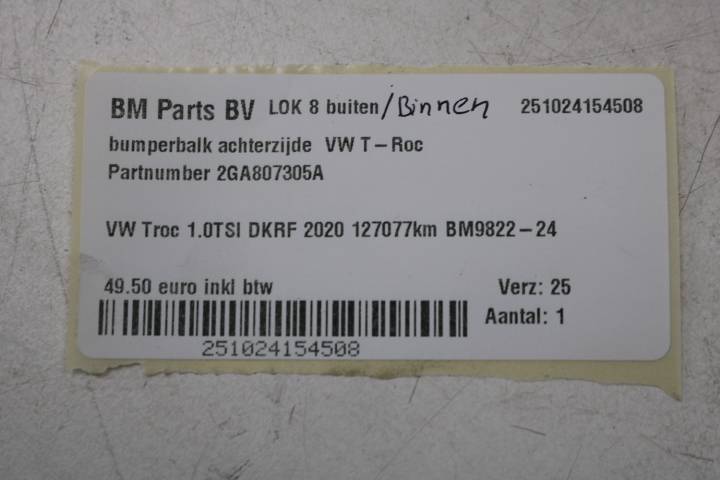 BM Parts BV LOK 8 buiten/Binnen 251024154508
bumperbalk achterzijde VW T-Roc
Partnumber 2GA807305A
VW Troc 1.0TSI DKRF 2020 127077km BM9822-24
49.50 euro inkl btw Verz: 25
Aantal: 1
251024154508